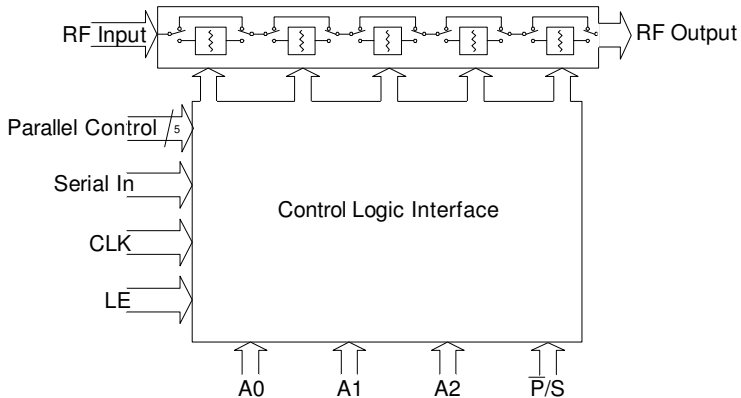 RF Input
RF Output
Parallel Control
5
Serial In
Control Logic Interface
CLK
LE
A0
A1
A2
P̅/S